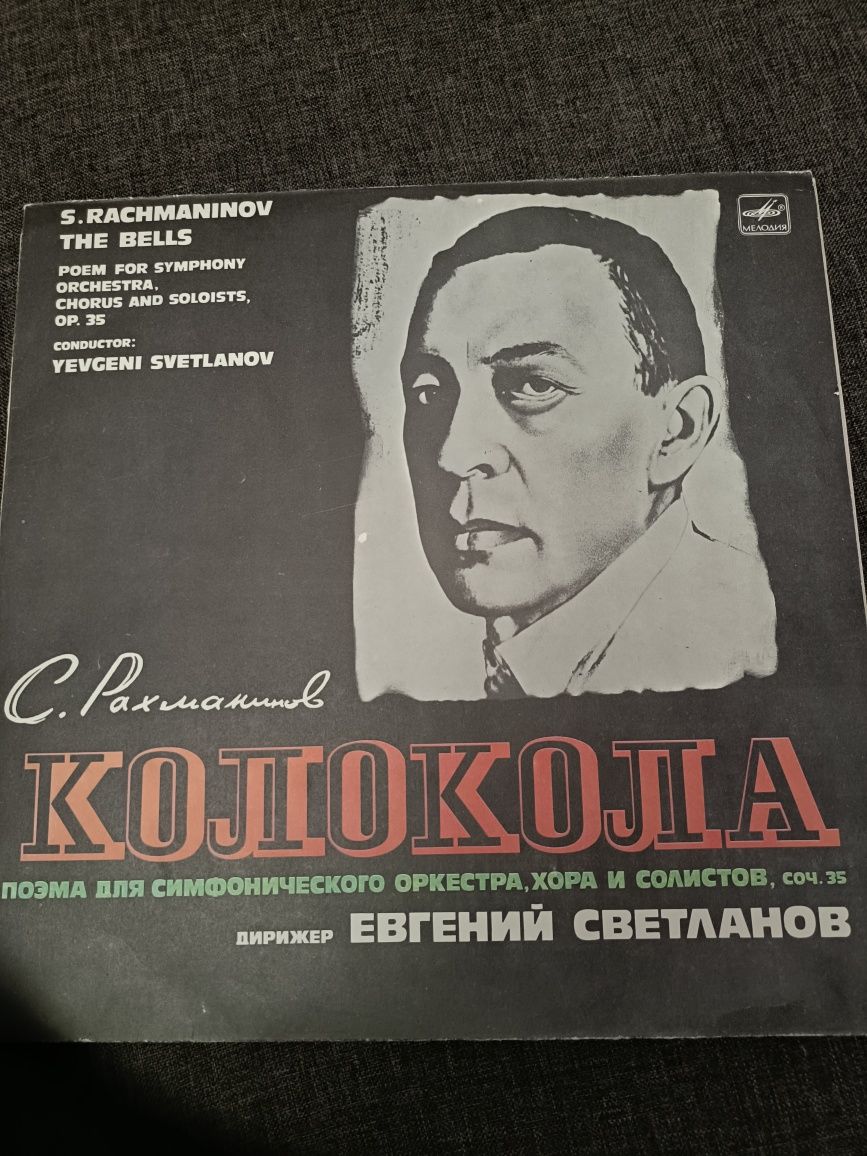 S. RACHMANINOV
THE BELLS
POEM FOR SYMPHONY
ORCHESTRA,
CHORUS AND SOLOISTS,
OP. 35
CONDUCTOR:
YEVGENI SVETLANOV
®
МЕЛОДИЯ
С. Рахманинов
КОЛОКОЛА
ПОЭМА ДЛЯ СИМФОНИЧЕСКОГО ОРКЕСТРА, ХОРА И СОЛИСТОВ, СОЧ. 35
ДИРИЖЕР ЕВГЕНИЙ СВЕТЛАНОВ